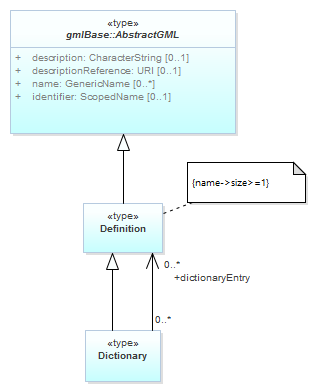 «type»
gmlBase::AbstractGML
+ description: CharacterString [0..1]
+ descriptionReference: URI [0..1]
+ name: GenericName [0..*]
+ identifier: ScopedName [0..1]
{name->size>=1}
«type»
Definition
0..*
+dictionaryEntry
0..*
«type»
Dictionary